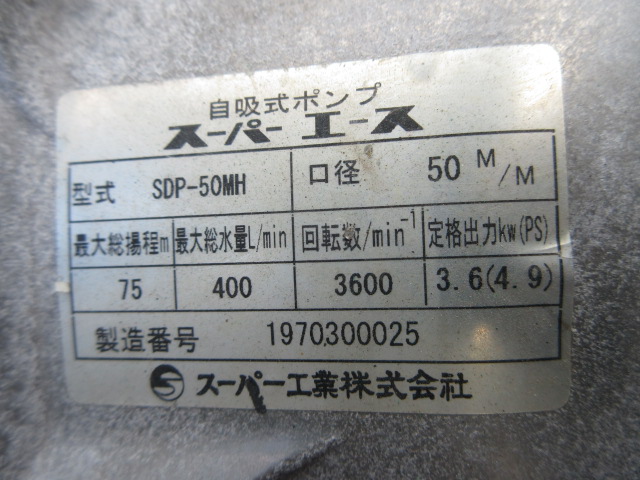 自吸式ポンプ
スーパーエース
型式 SDP-50MH 口径 50 M/M
最大総揚程m 最大総水量L/min 回転数/min⁻¹ 定格出力kw(PS)
75 400 3600 3.6(4.9)
製造番号 1970300025
スーパー工業株式会社